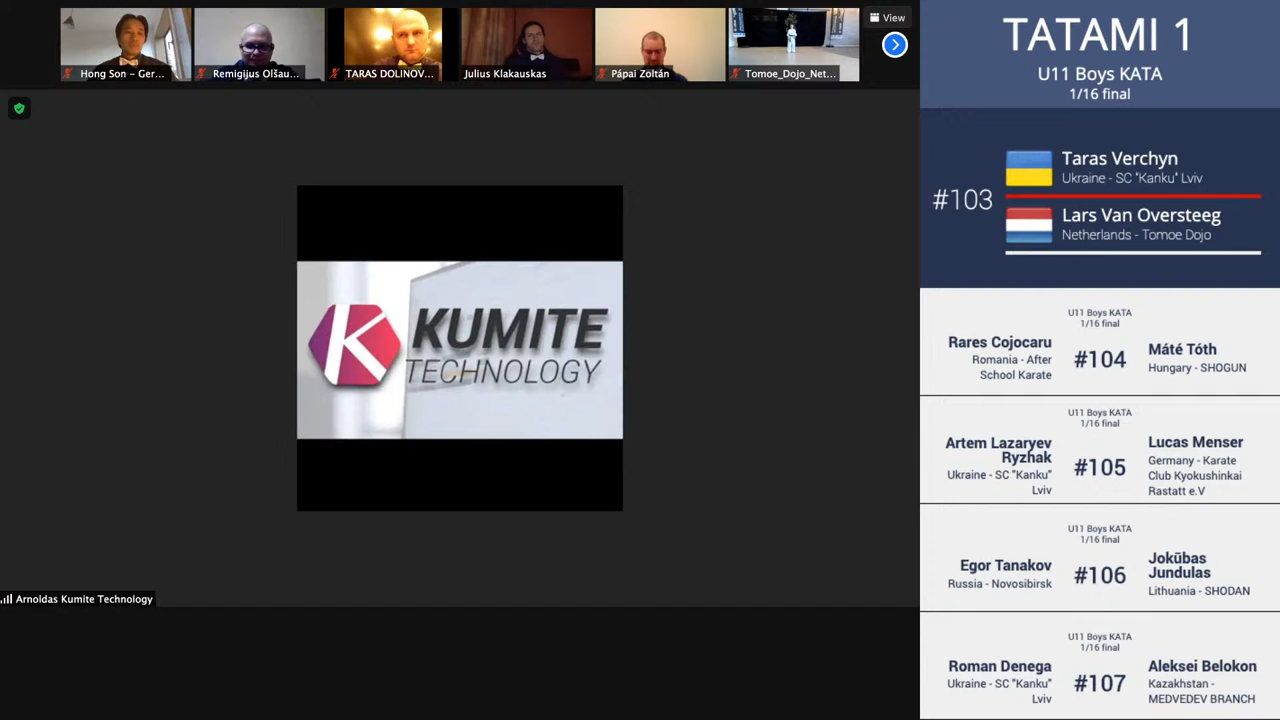 View
Hong Son – Ger...
Remigijus Olšau...
TARAS DOLINOV...
Julius Klakauskas
Pápai Zoltán
Tomoe_Dojo_Net...
KUMITE
TECHNOLOGY
Arnoldas Kumite Technology
TATAMI 1
U11 Boys KATA
1/16 final
#103
Taras Verchyn
Ukraine - SC "Kanku" Lviv
Lars Van Oversteeg
Netherlands - Tomoe Dojo
U11 Boys KATA
1/16 final
Rares Cojocaru
Romania - After
School Karate
#104
Máté Tóth
Hungary - SHOGUN
U11 Boys KATA
1/16 final
Artem Lazaryev
Ryzhak
Ukraine - SC "Kanku"
Lviv
#105
Lucas Menser
Germany - Karate
Club Kyokushinkai
Rastatt e.V
U11 Boys KATA
1/16 final
Egor Tanakov
Russia - Novosibirsk
#106
Jokūbas
Jundulas
Lithuania - SHODAN
U11 Boys KATA
1/16 final
Roman Denega
Ukraine - SC "Kanku"
Lviv
#107
Aleksei Belokon
Kazakhstan -
MEDVEDEV BRANCH